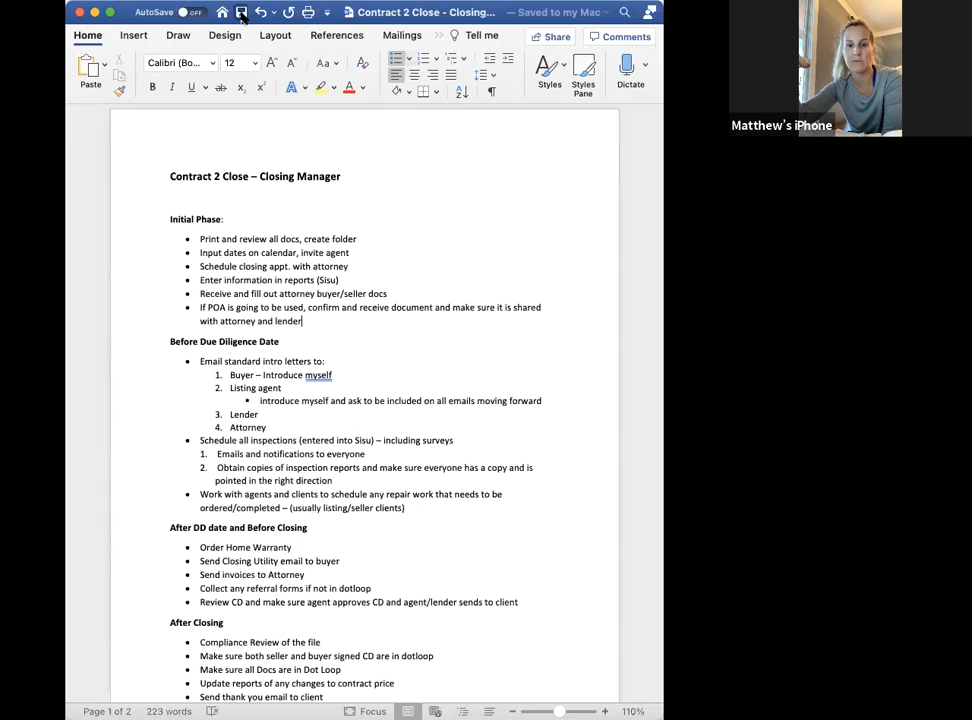 AutoSave OFF
Contract 2 Close - Closing... — Saved to my Mac
Home Insert Draw Design Layout References Mailings Tell me Share Comments
Paste
Calibri (Bo... 12 Aa
B I U ab x₂ x² A A
Styles
Styles
Pane
Dictate
Contract 2 Close – Closing Manager
Initial Phase:
• Print and review all docs, create folder
• Input dates on calendar, invite agent
• Schedule closing appt. with attorney
• Enter information in reports (Sisu)
• Receive and fill out attorney buyer/seller docs
• If POA is going to be used, confirm and receive document and make sure it is shared
with attorney and lender
Before Due Diligence Date
• Email standard intro letters to:
1. Buyer – Introduce myself
2. Listing agent
▪ introduce myself and ask to be included on all emails moving forward
3. Lender
4. Attorney
• Schedule all inspections (entered into Sisu) – including surveys
1. Emails and notifications to everyone
2. Obtain copies of inspection reports and make sure everyone has a copy and is
pointed in the right direction
• Work with agents and clients to schedule any repair work that needs to be
ordered/completed – (usually listing/seller clients)
After DD date and Before Closing
• Order Home Warranty
• Send Closing Utility email to buyer
• Send invoices to Attorney
• Collect any referral forms if not in dotloop
• Review CD and make sure agent approves CD and agent/lender sends to client
After Closing
• Compliance Review of the file
• Make sure both seller and buyer signed CD are in dotloop
• Make sure all Docs are in Dot Loop
• Update reports of any changes to contract price
• Send thank you email to client
Page 1 of 2 223 words Focus 110%
Matthew's iPhone